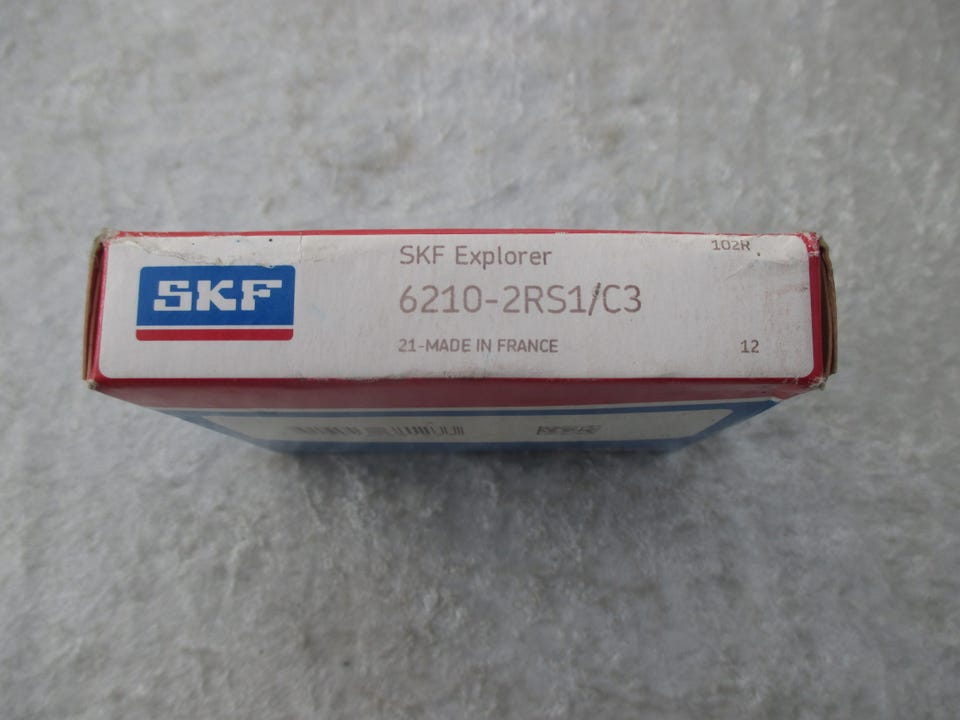 SKF
SKF Explorer
102R
6210-2RS1/C3
21-MADE IN FRANCE
12